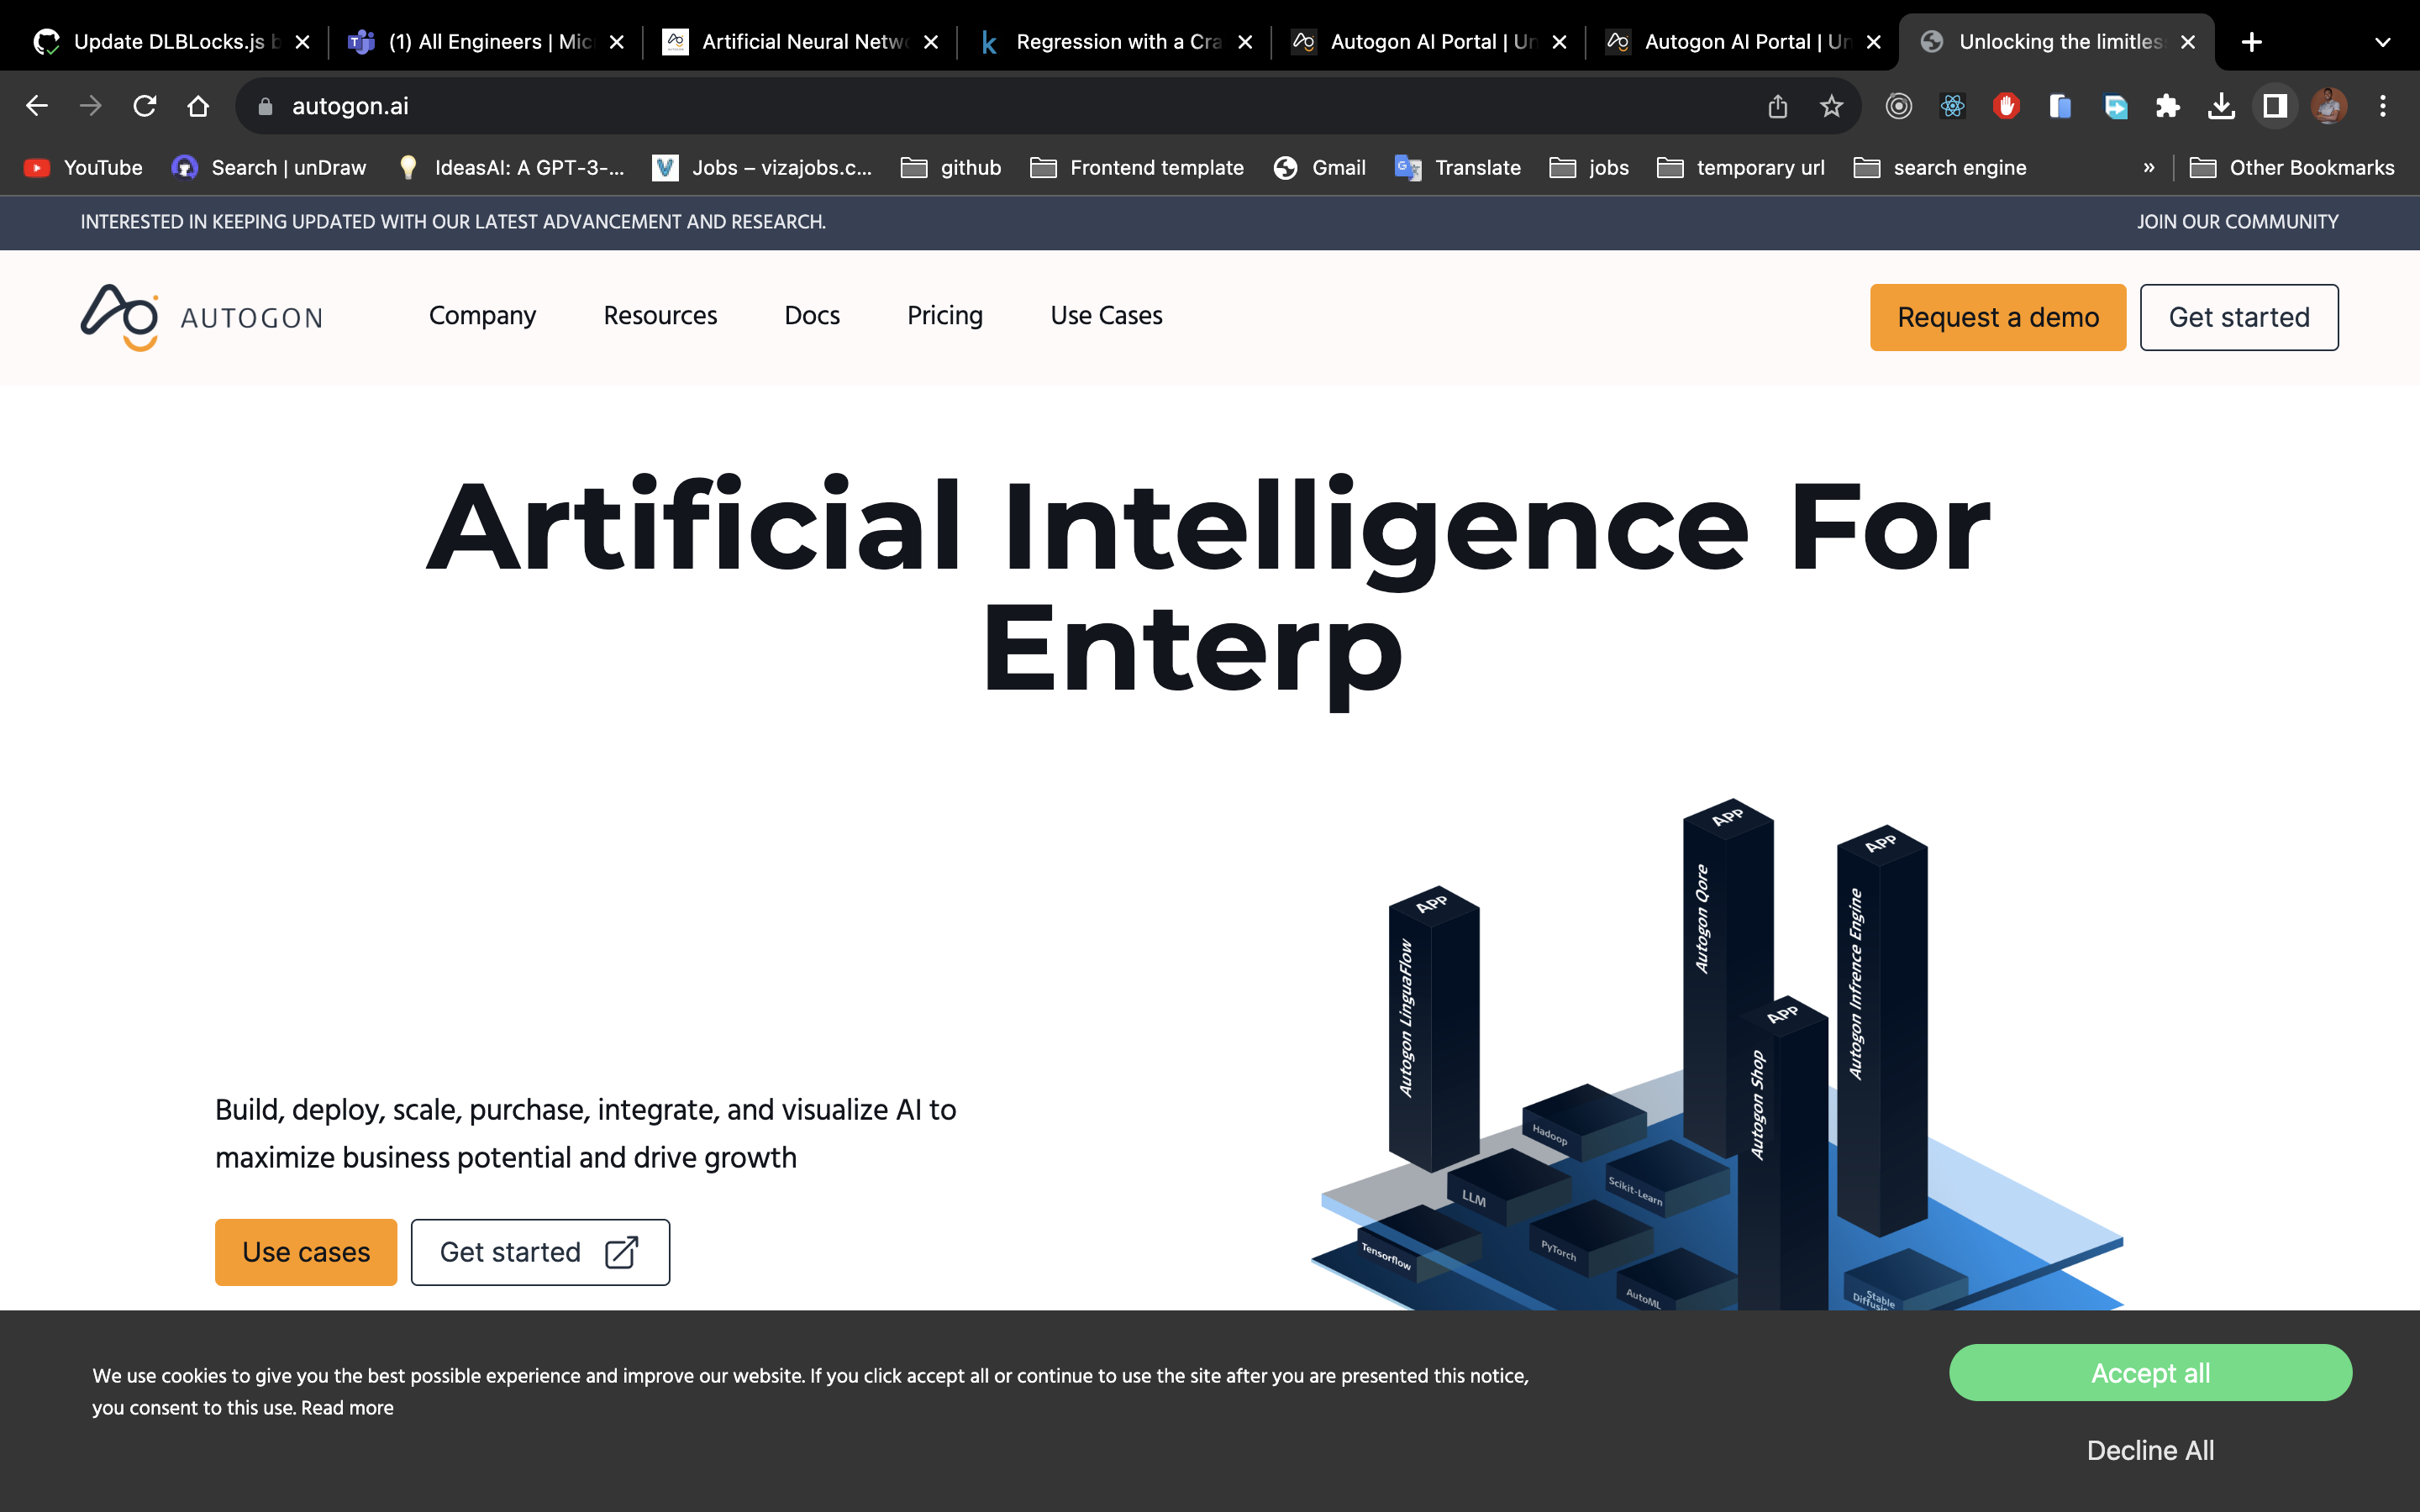 Update DLBLocks.js b
(1) All Engineers | Mic
Artificial Neural Netwo
Regression with a Cra
Autogon AI Portal | Un
Autogon AI Portal | Un
Unlocking the limitles
autogon.ai
YouTube
Search | unDraw
IdeasAI: A GPT-3-...
Jobs – vizajobs.c...
github
Frontend template
Gmail
Translate
jobs
temporary url
search engine
»
Other Bookmarks
INTERESTED IN KEEPING UPDATED WITH OUR LATEST ADVANCEMENT AND RESEARCH.
JOIN OUR COMMUNITY
AUTOGON
Company
Resources
Docs
Pricing
Use Cases
Request a demo
Get started
Artificial Intelligence For
Enterp
APP
Autogon Qore
APP
Autogon Infrence Engine
APP
Autogon LinguaFlow
APP
Autogon Shop
Hadoop
Scikit-Learn
LLM
PyTorch
Tensorflow
AutoML
Stable
Diffusion
Build, deploy, scale, purchase, integrate, and visualize AI to
maximize business potential and drive growth
Use cases
Get started
We use cookies to give you the best possible experience and improve our website. If you click accept all or continue to use the site after you are presented this notice,
you consent to this use. Read more
Accept all
Decline All